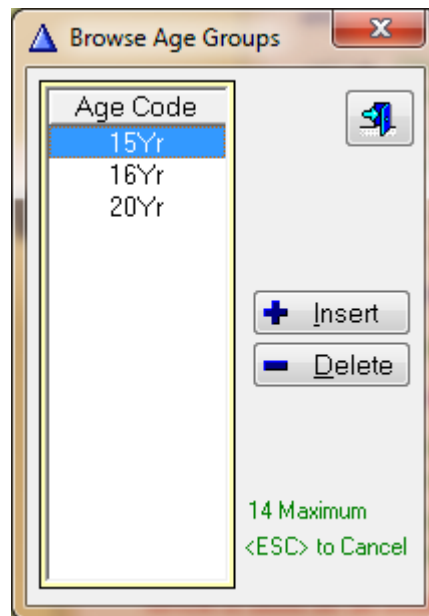 Browse Age Groups
Age Code
15Yr
16Yr
20Yr
Insert
Delete
14 Maximum
<ESC> to Cancel